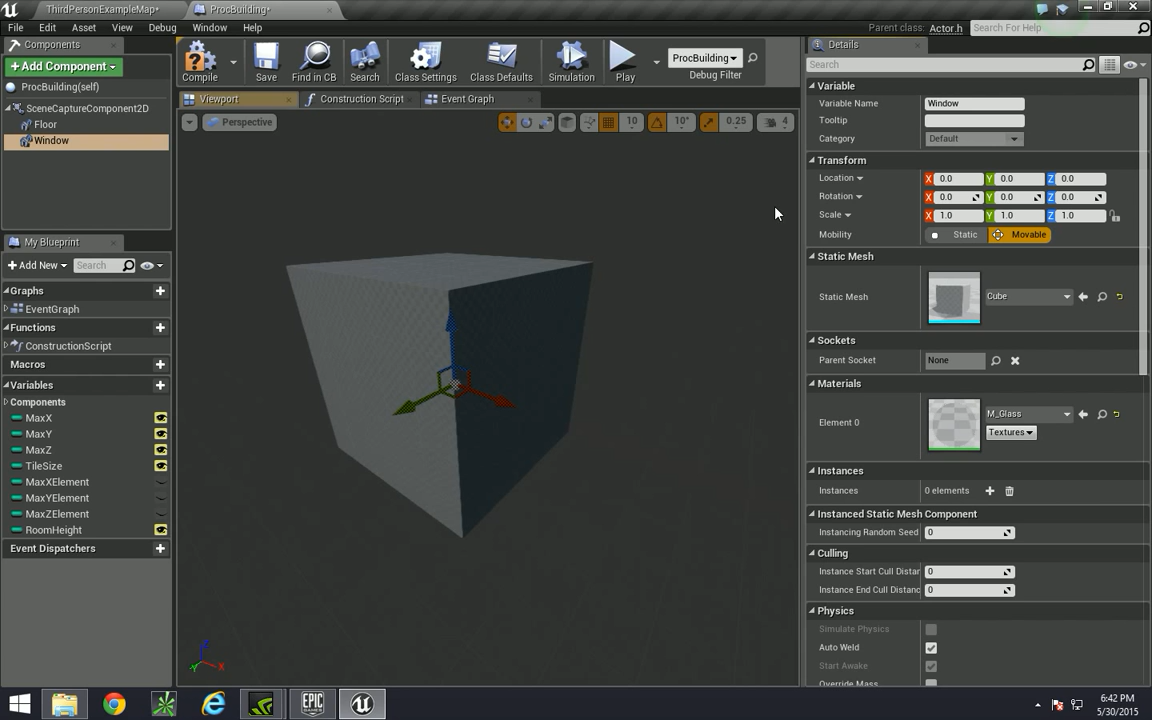 ThirdPersonExampleMap*
ProcBuilding*
File Edit Asset View Debug Window Help
Parent class: Actor.h Search For Help
Components
+Add Component
ProcBuilding(self)
SceneCaptureComponent2D
Floor
Window
My Blueprint
+Add New Search
Graphs
EventGraph
Functions
ConstructionScript
Macros
Variables
Components
MaxX
MaxY
MaxZ
TileSize
MaxXElement
MaxYElement
MaxZElement
RoomHeight
Event Dispatchers
Compile Save Find in CB Search Class Settings Class Defaults Simulation Play
ProcBuilding
Debug Filter
Viewport Construction Script Event Graph
Perspective
10 10° 0.25 4
Z
Y X
Details
Search
Variable
Variable Name Window
Tooltip
Category Default
Transform
Location X 0.0 Y 0.0 Z 0.0
Rotation X 0.0 Y 0.0 Z 0.0
Scale X 1.0 Y 1.0 Z 1.0
Mobility Static Movable
Static Mesh
Static Mesh Cube
Sockets
Parent Socket None
Materials
Element 0 M_Glass
Textures
Instances
Instances 0 elements
Instanced Static Mesh Component
Instancing Random Seed 0
Culling
Instance Start Cull Distar 0
Instance End Cull Distanc 0
Physics
Simulate Physics
Auto Weld
Start Awake
Override Mass
EPIC
GAMES
6:42 PM
5/30/2015